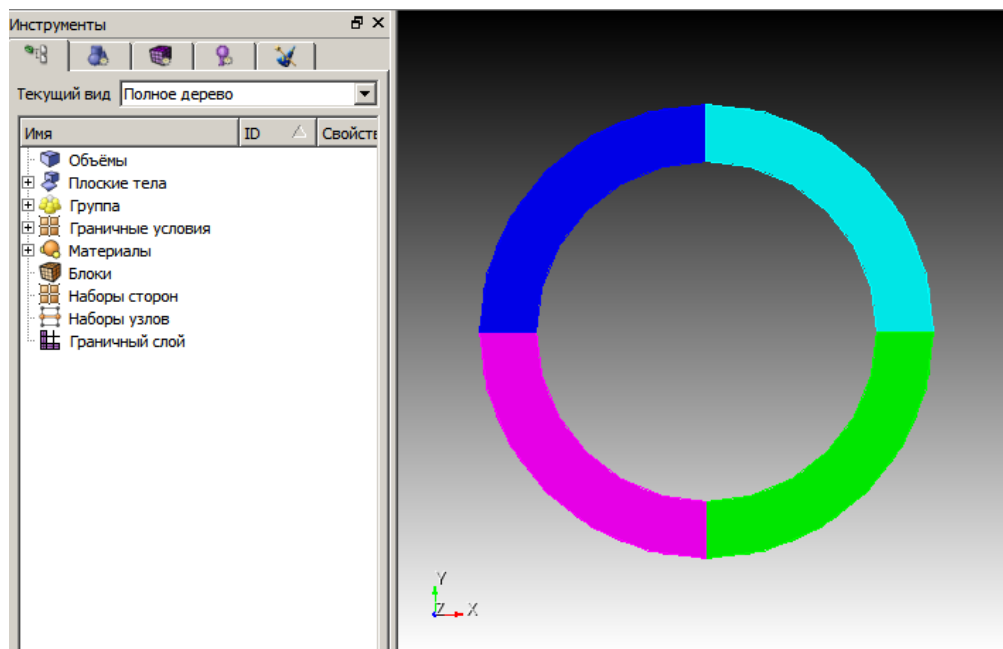 Инструменты
Текущий вид Полное дерево
Имя ID Свойств
Объёмы
Плоские тела
Группа
Граничные условия
Материалы
Блоки
Наборы сторон
Наборы узлов
Граничный слой
Y
Z X